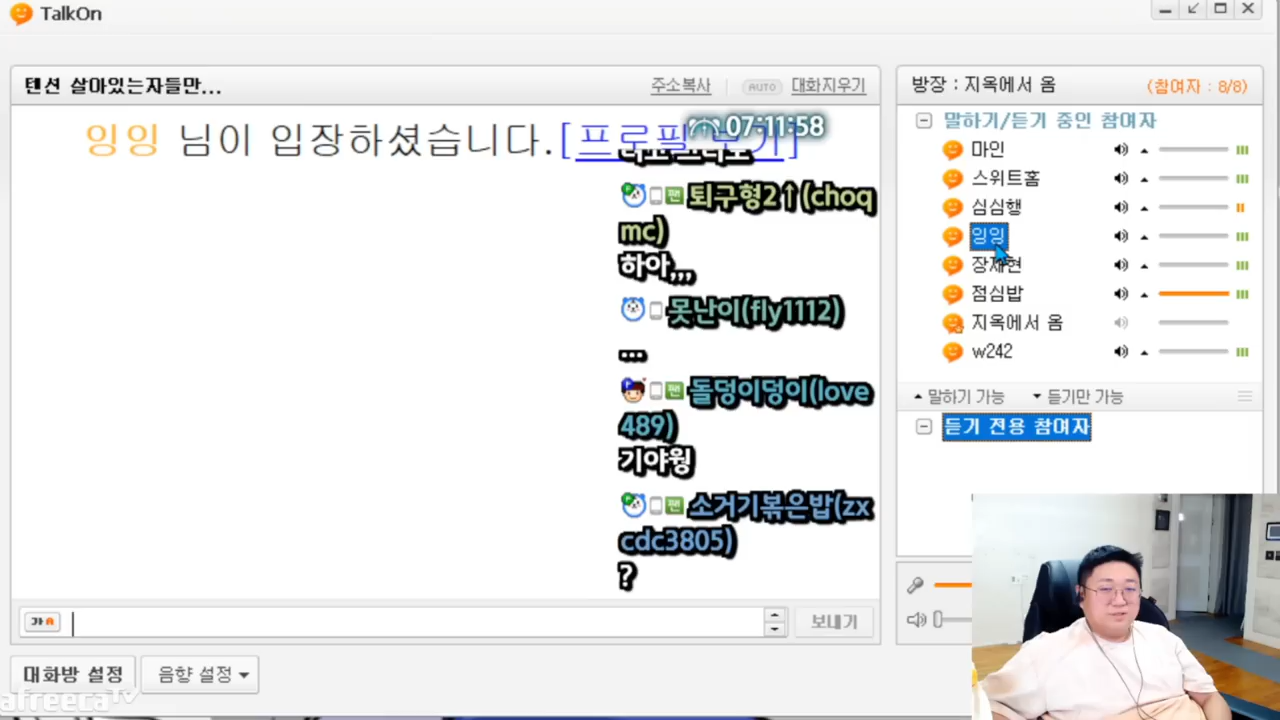 TalkOn
텐션 살아있는자들만...
주소복사
AUTO
대화지우기
잉잉 님이 입장하셨습니다.[프로필 보기]
07:11:58
퇴구형2↑(choq
mc)
하아,,,
못난이(fly1112)
...
돌덩이덩이(love
489)
기야웡
소거기볶은밥(zx
cdc3805)
?
가
보내기
대화방 설정
음향 설정
afreecaTV
방장 : 지옥에서 옴
(참여자 : 8/8)
말하기/듣기 중인 참여자
마인
스위트홈
심심행
잉잉
장재현
점심밥
지옥에서 옴
w242
말하기 가능
듣기만 가능
듣기 전용 참여자